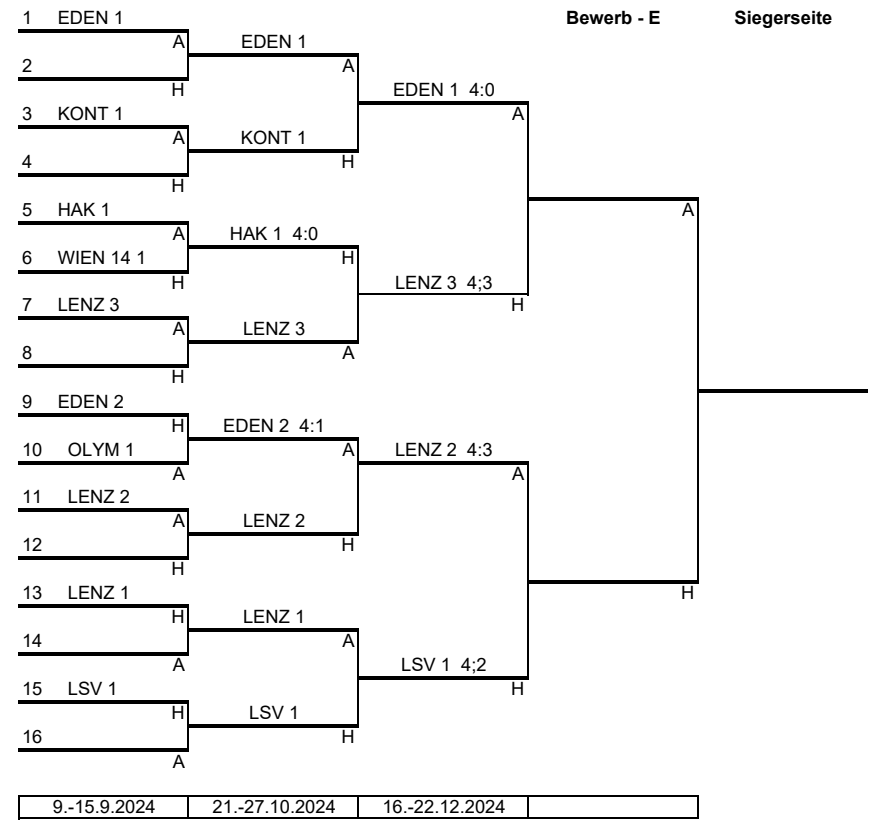 1 EDEN 1 Bewerb - E Siegerseite
A EDEN 1
2 A
H EDEN 1 4:0
3 KONT 1 A
A KONT 1
4 H
H
5 HAK 1 A
A HAK 1 4:0
6 WIEN 14 1 H
H LENZ 3 4;3
7 LENZ 3 H
A LENZ 3
8 A
H
9 EDEN 2
H EDEN 2 4:1
10 OLYM 1 A LENZ 2 4:3
A A
11 LENZ 2
A LENZ 2
12 H
H
13 LENZ 1 H
H LENZ 1
14 A
A LSV 1 4;2
15 LSV 1 H
H LSV 1
16 H
A
9.-15.9.2024 21.-27.10.2024 16.-22.12.2024